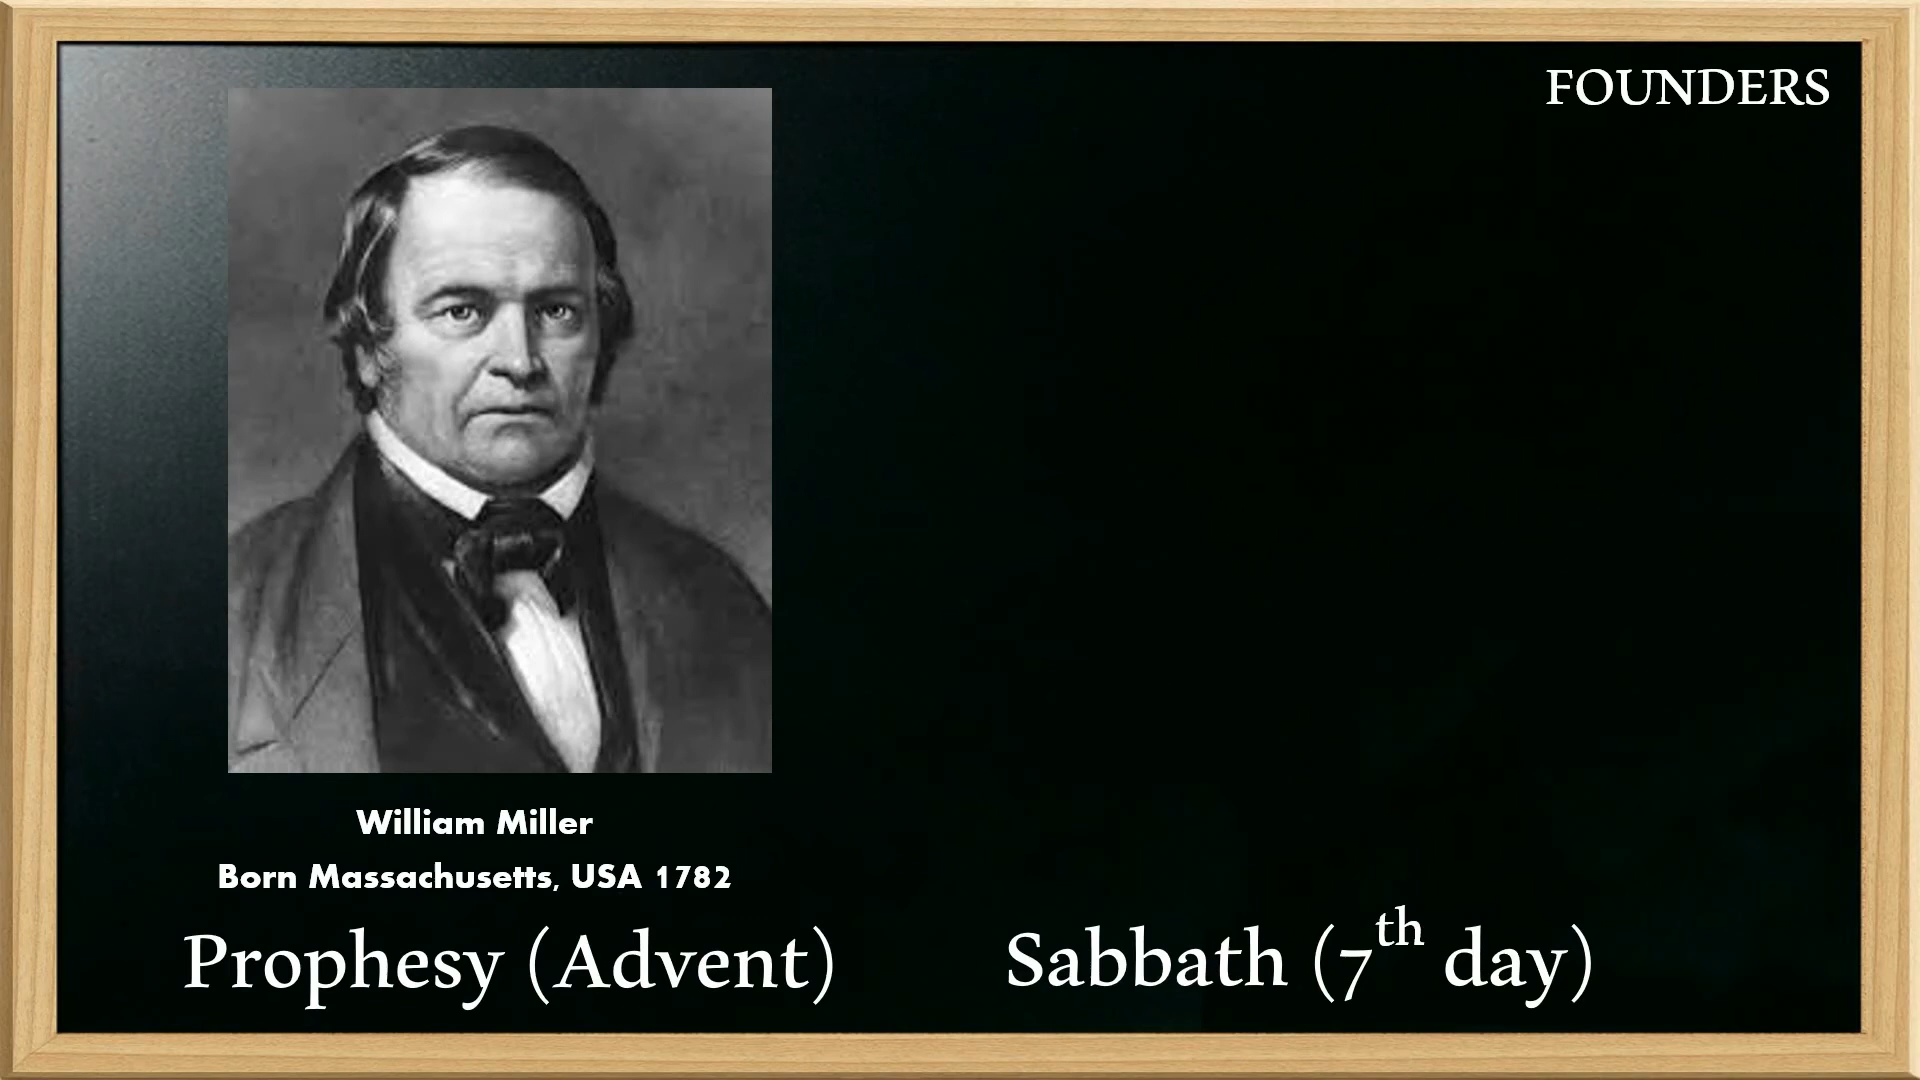 FOUNDERS
William Miller
Born Massachusetts, USA 1782
Prophesy (Advent)
Sabbath (7th day)